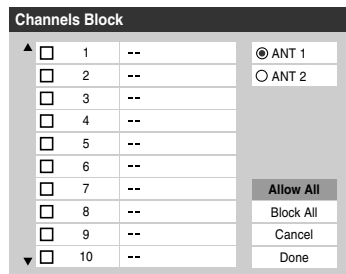 Channels Block
1 -- ANT 1
2 -- ANT 2
3 --
4 --
5 --
6 --
7 -- Allow All
8 -- Block All
9 -- Cancel
10 -- Done